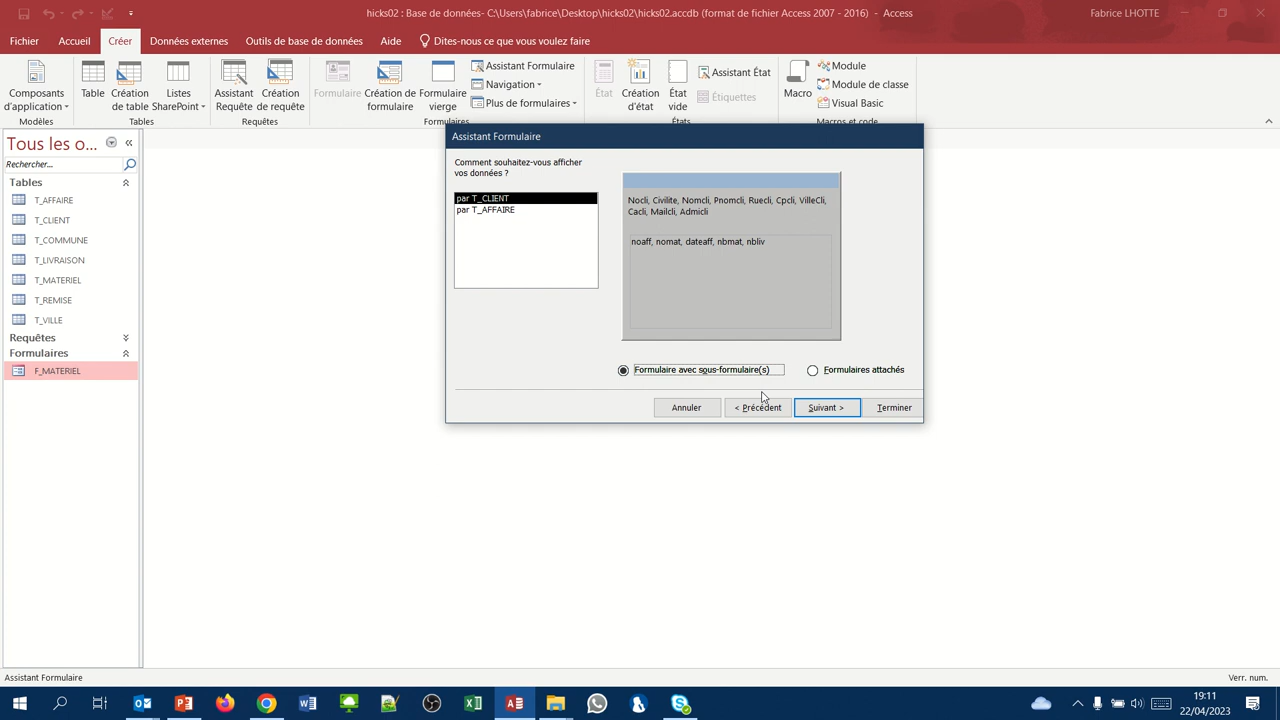 hicks02 : Base de données- C:\Users\fabrice\Desktop\hicks02\hicks02.accdb (format de fichier Access 2007 - 2016) - Access
Fabrice LHOTTE
Fichier
Accueil
Créer
Données externes
Outils de base de données
Aide
Dites-nous ce que vous voulez faire
Composants
d'application
Modèles
Table
Création
de table
Listes
SharePoint
Tables
Assistant
Requête
Création
de requête
Requêtes
Formulaire
Création de
formulaire
Formulaire
vierge
Assistant Formulaire
Navigation
Plus de formulaires
Formulaires
État
Création
d'état
État
vide
Assistant État
Étiquettes
États
Macro
Module
Module de classe
Visual Basic
Macros et code
Tous les o...
Rechercher...
Tables
T_AFFAIRE
T_CLIENT
T_COMMUNE
T_LIVRAISON
T_MATERIEL
T_REMISE
T_VILLE
Requêtes
Formulaires
F_MATERIEL
Assistant Formulaire
Comment souhaitez-vous afficher
vos données ?
par T_CLIENT
par T_AFFAIRE
Nocli, Civilite, Nomcli, Pnomcli, Ruecli, Cpcli, VilleCli,
Cacli, Mailcli, Admicli
noaff, nomat, dateaff, nbmat, nbliv
Formulaire avec sous-formulaire(s)
Formulaires attachés
Annuler
< Précédent
Suivant >
Terminer
Assistant Formulaire
Verr. num.
19:11
22/04/2023